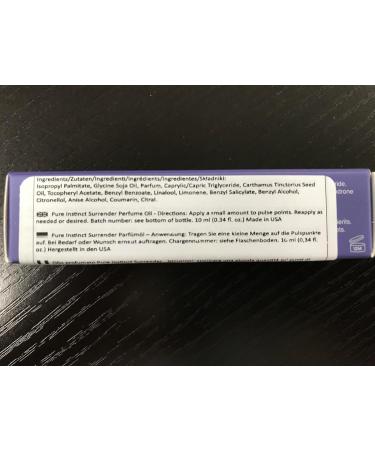 Ingredients/Zutaten/Ingredienti/Ingrédients/Ingredientes/Składniki:
Isopropyl Palmitate, Glycine Soja Oil, Parfum, Caprylic/Capric Triglyceride, Carthamus Tinctorius Seed
Oil, Tocopheryl Acetate, Benzyl Benzoate, Linalool, Limonene, Benzyl Salicylate, Benzyl Alcohol,
Citronellol, Anise Alcohol, Coumarin, Citral.
Pure Instinct Surrender Perfume Oil - Directions: Apply a small amount to pulse points. Reapply as
needed or desired. Batch number: see bottom of bottle. 10 ml (0.34 fl. oz.) Made in USA
Pure Instinct Surrender Parfümöl – Anwendung: Tragen Sie eine kleine Menge auf die Pulspunkte
auf. Bei Bedarf oder Wunsch erneut auftragen. Chargennummer: siehe Flaschenboden. 10 ml (0,34 fl.
oz.) Hergestellt in den USA
ride,
drone
12M